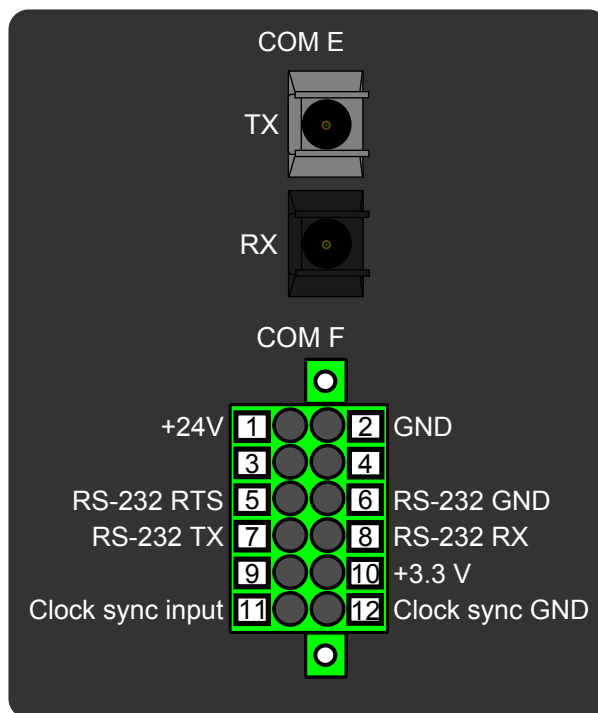 COM E
TX
RX
COM F
+24V 1 2 GND
3 4
RS-232 RTS 5 6 RS-232 GND
RS-232 TX 7 8 RS-232 RX
9 10 +3.3 V
Clock sync input 11 12 Clock sync GND